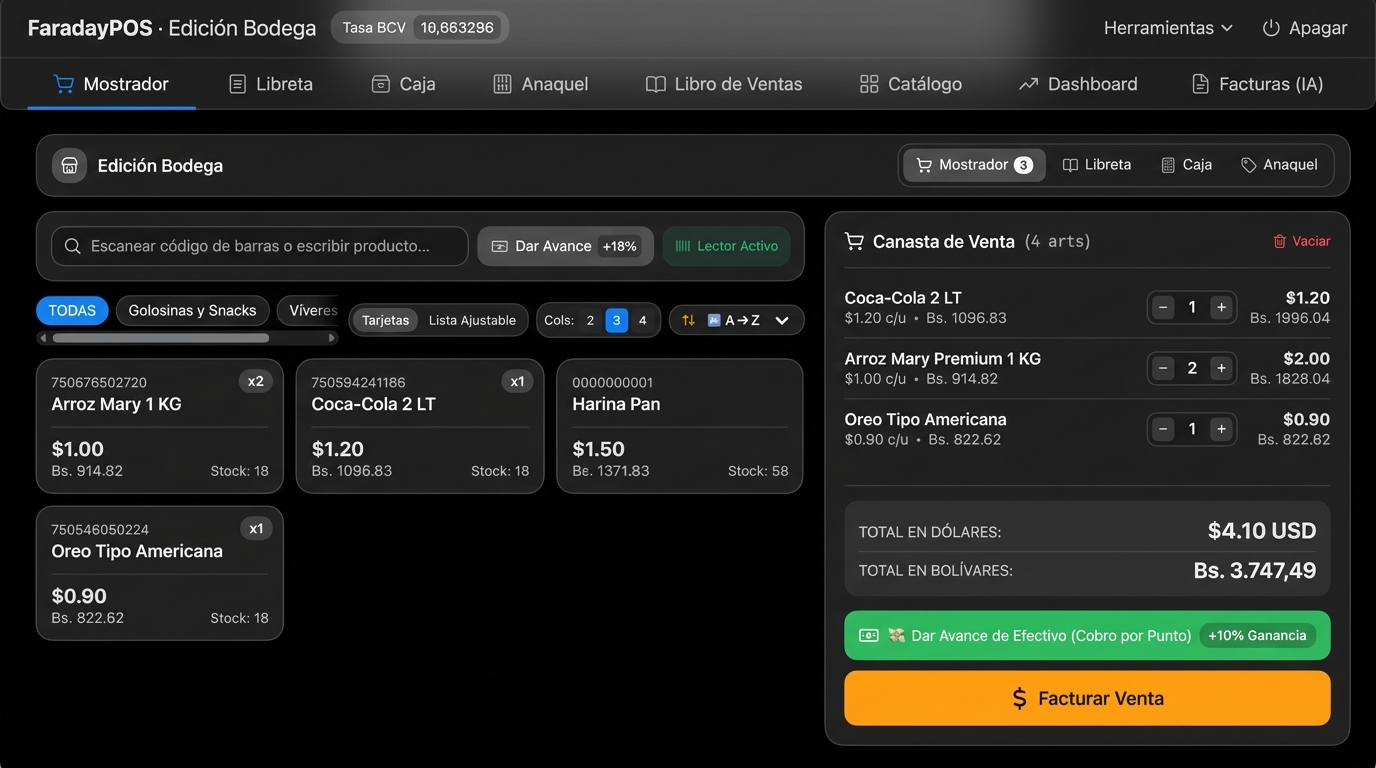 FaradayPOS · Edición Bodega Tasa BCV 10,663296 Herramientas Apagar
Mostrador Libreta Caja Anaquel Libro de Ventas Catálogo Dashboard Facturas (IA)
Edición Bodega
Mostrador 3 Libreta Caja Anaquel
Escanear código de barras o escribir producto... Dar Avance +18% Lector Activo
TODAS Golosinas y Snacks Víveres Tarjetas Lista Ajustable Cols: 2 3 4 A→Z
750676502720 x2
Arroz Mary 1 KG
$1.00
Bs. 914.82 Stock: 18
750594241186 x1
Coca-Cola 2 LT
$1.20
Bs. 1096.83 Stock: 18
0000000001
Harina Pan
$1.50
Be. 1371.83 Stock: 58
750546050224 x1
Oreo Tipo Americana
$0.90
Bs. 822.62 Stock: 18
Canasta de Venta (4 arts) Vaciar
Coca-Cola 2 LT − 1 + $1.20
$1.20 c/u • Bs. 1096.83 Bs. 1996.04
Arroz Mary Premium 1 KG − 2 + $2.00
$1.00 c/u • Bs. 914.82 Bs. 1828.04
Oreo Tipo Americana − 1 + $0.90
$0.90 c/u • Bs. 822.62 Bs. 822.62
TOTAL EN DÓLARES: $4.10 USD
TOTAL EN BOLÍVARES: Bs. 3.747,49
Dar Avance de Efectivo (Cobro por Punto) +10% Ganancia
$ Facturar Venta